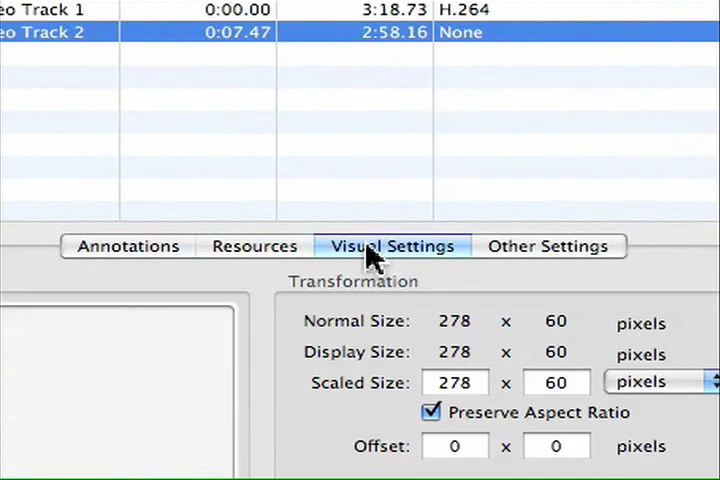 eo Track 1 0:00.00 3:18.73 H.264
eo Track 2 0:07.47 2:58.16 None
Annotations Resources Visual Settings Other Settings
Transformation
Normal Size: 278 x 60 pixels
Display Size: 278 x 60 pixels
Scaled Size: 278 x 60 pixels
Preserve Aspect Ratio
Offset: 0 x 0 pixels